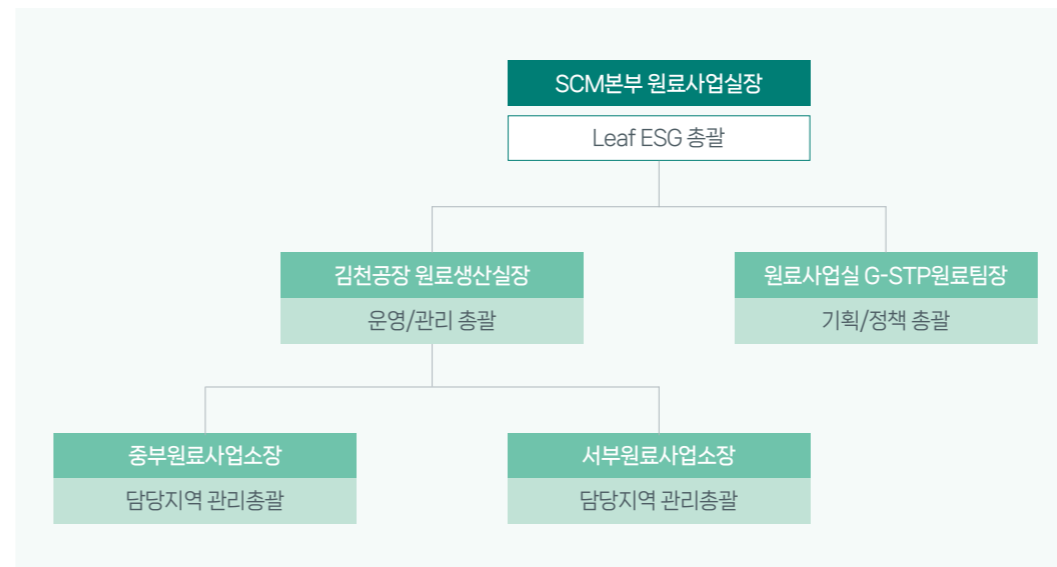 SCM본부 원료사업실장
Leaf ESG 총괄
김천공장 원료생산실장
운영/관리 총괄
원료사업실 G-STP원료팀장
기획/정책 총괄
중부원료사업소장
담당지역 관리총괄
서부원료사업소장
담당지역 관리총괄